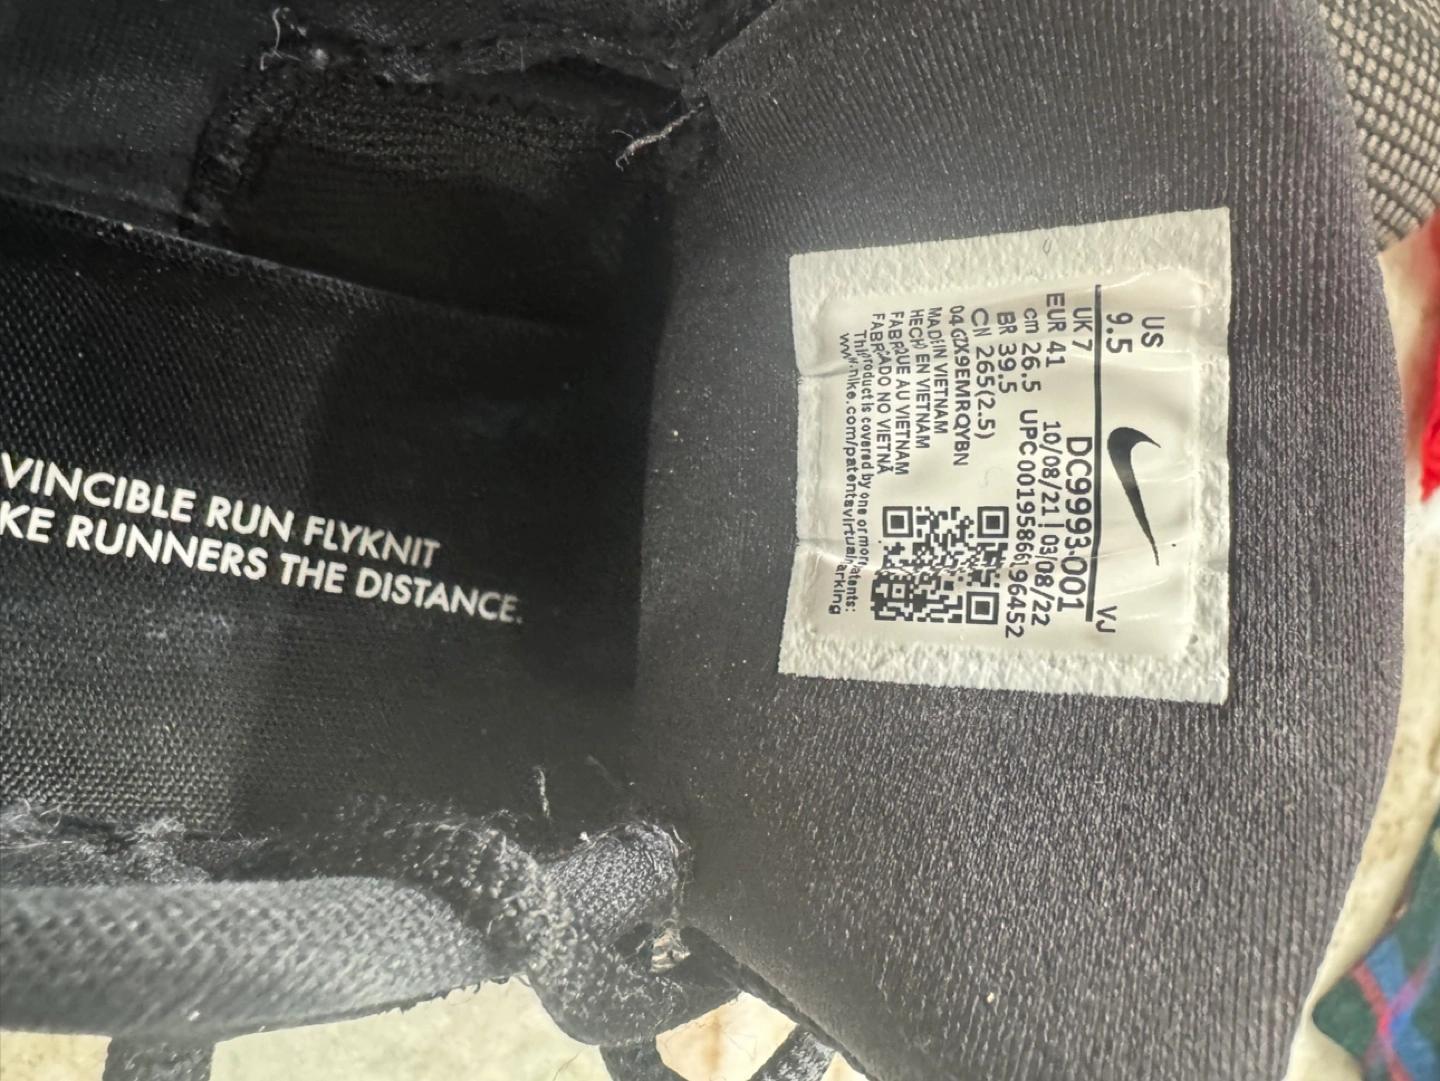 VINCIBLE RUN FLYKNIT
KE RUNNERS THE DISTANCE.
US
9.5
VJ
UK 7
DC9993-001
EUR 41
10/08/21 | 03/08/22
cm 26.5
UPC 00195866196452
BR 39.5
CN 265(2.5)
04 GZX9EMRQYBN
MADE IN VIETNAM
HECHO EN VIETNAM
FABRIQUE AU VIETNAM
FABRICADO NO VIETNÃ
This product is covered by one or more patents:
www.nike.com/patentsvirtualmarking